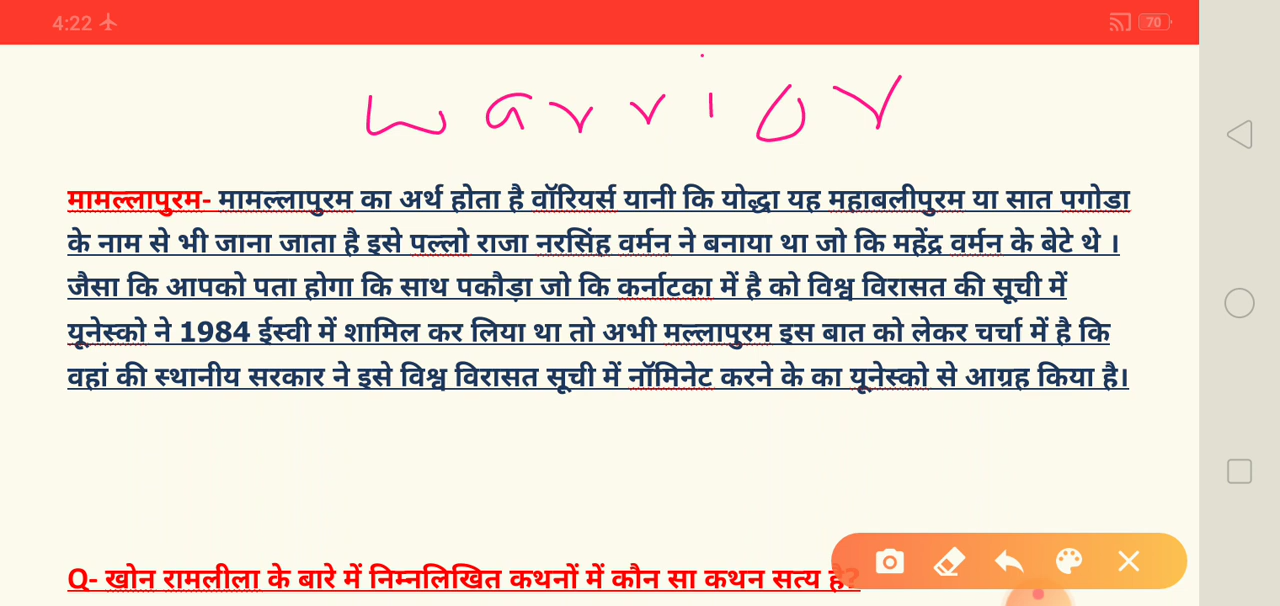 4:22
70
warrior
मामल्लापुरम- मामल्लापुरम का अर्थ होता है वॉरियर्स यानी कि योद्धा यह महाबलीपुरम या सात पगोडा
के नाम से भी जाना जाता है इसे पल्लो राजा नरसिंह वर्मन ने बनाया था जो कि महेंद्र वर्मन के बेटे थे ।
जैसा कि आपको पता होगा कि साथ पकौड़ा जो कि कर्नाटका में है को विश्व विरासत की सूची में
यूनेस्को ने 1984 ईस्वी में शामिल कर लिया था तो अभी मल्लापुरम इस बात को लेकर चर्चा में है कि
वहां की स्थानीय सरकार ने इसे विश्व विरासत सूची में नॉमिनेट करने के का यूनेस्को से आग्रह किया है।
Q- खोन रामलीला के बारे में निम्नलिखित कथनों में कौन सा कथन सत्य है?